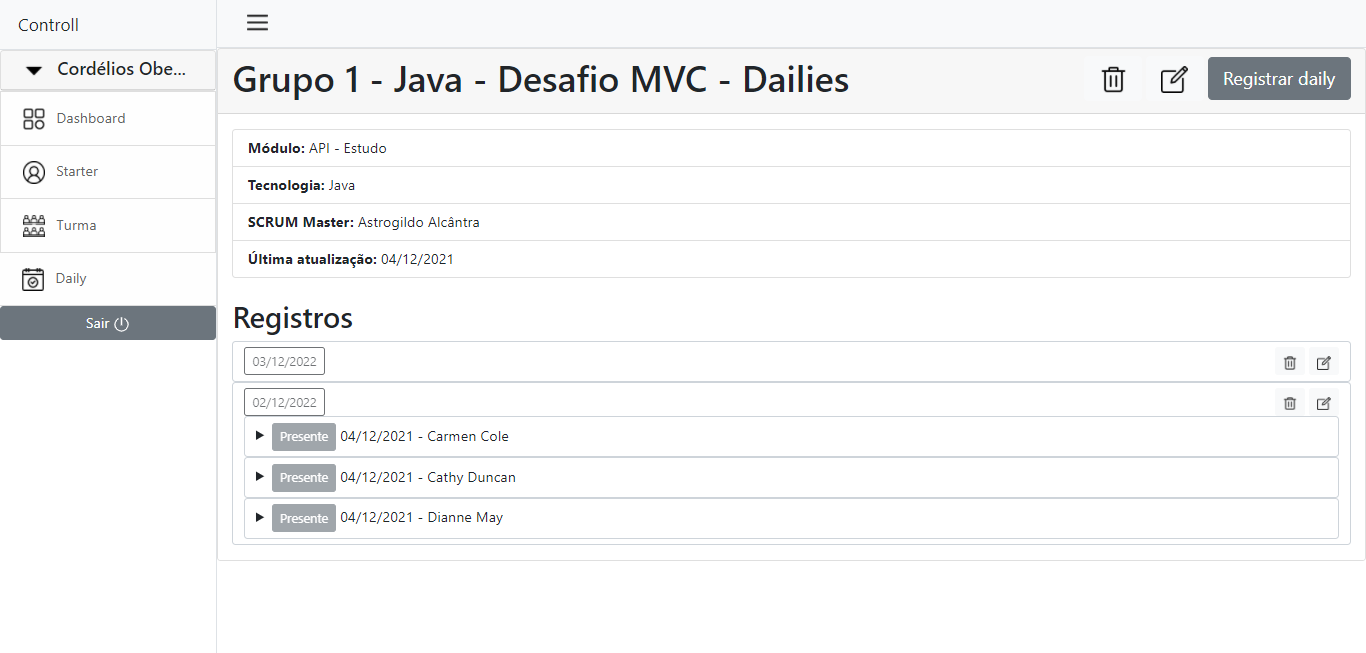 Controll
Cordélios Obe...
Dashboard
Starter
Turma
Daily
Sair
Grupo 1 - Java - Desafio MVC - Dailies
Registrar daily
Módulo: API - Estudo
Tecnologia: Java
SCRUM Master: Astrogildo Alcântra
Última atualização: 04/12/2021
Registros
03/12/2022
02/12/2022
Presente 04/12/2021 - Carmen Cole
Presente 04/12/2021 - Cathy Duncan
Presente 04/12/2021 - Dianne May